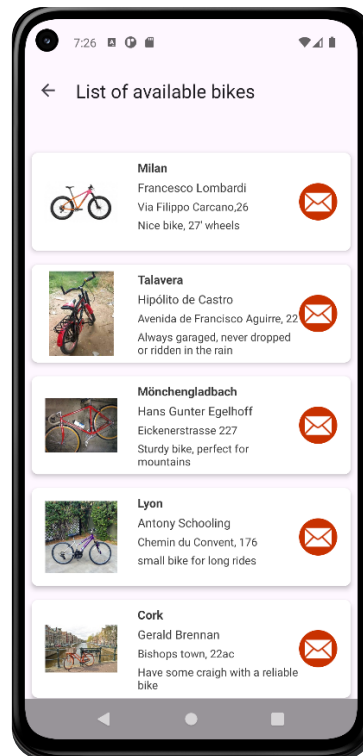 7:26
List of available bikes
Milan
Francesco Lombardi
Via Filippo Carcano,26
Nice bike, 27' wheels
Talavera
Hipólito de Castro
Avenida de Francisco Aguirre, 22
Always garaged, never dropped
or ridden in the rain
Mönchengladbach
Hans Gunter Egelhoff
Eickenerstrasse 227
Sturdy bike, perfect for
mountains
Lyon
Antony Schooling
Chemin du Convent, 176
small bike for long rides
Cork
Gerald Brennan
Bishops town, 22ac
Have some craigh with a reliable
bike